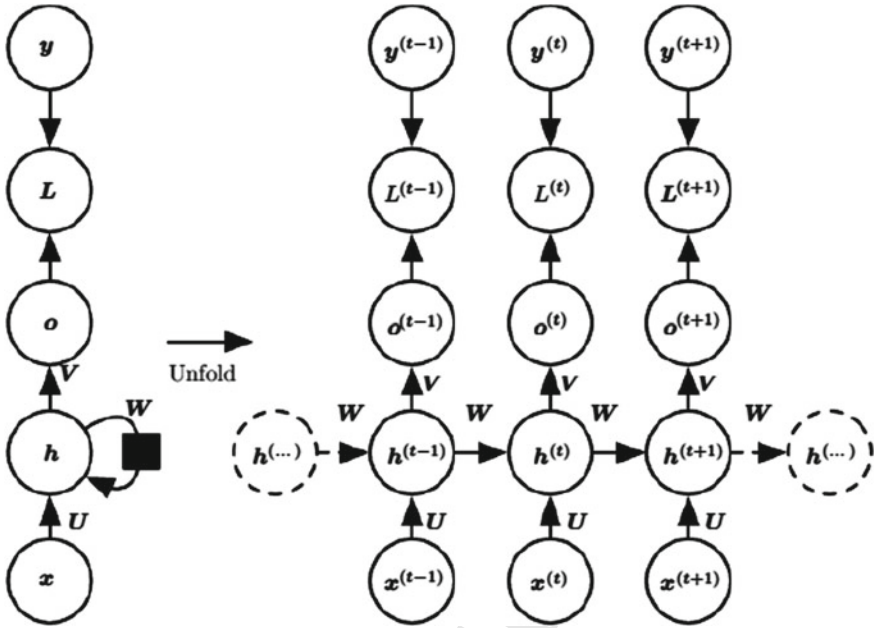 y y^(t−1) y^(t) y^(t+1)
L L^(t−1) L^(t) L^(t+1)
o o^(t−1) o^(t) o^(t+1)
Unfold
V V V V
W W W W W
h h^(...) h^(t−1) h^(t) h^(t+1) h^(...)
U U U U
x x^(t−1) x^(t) x^(t+1)